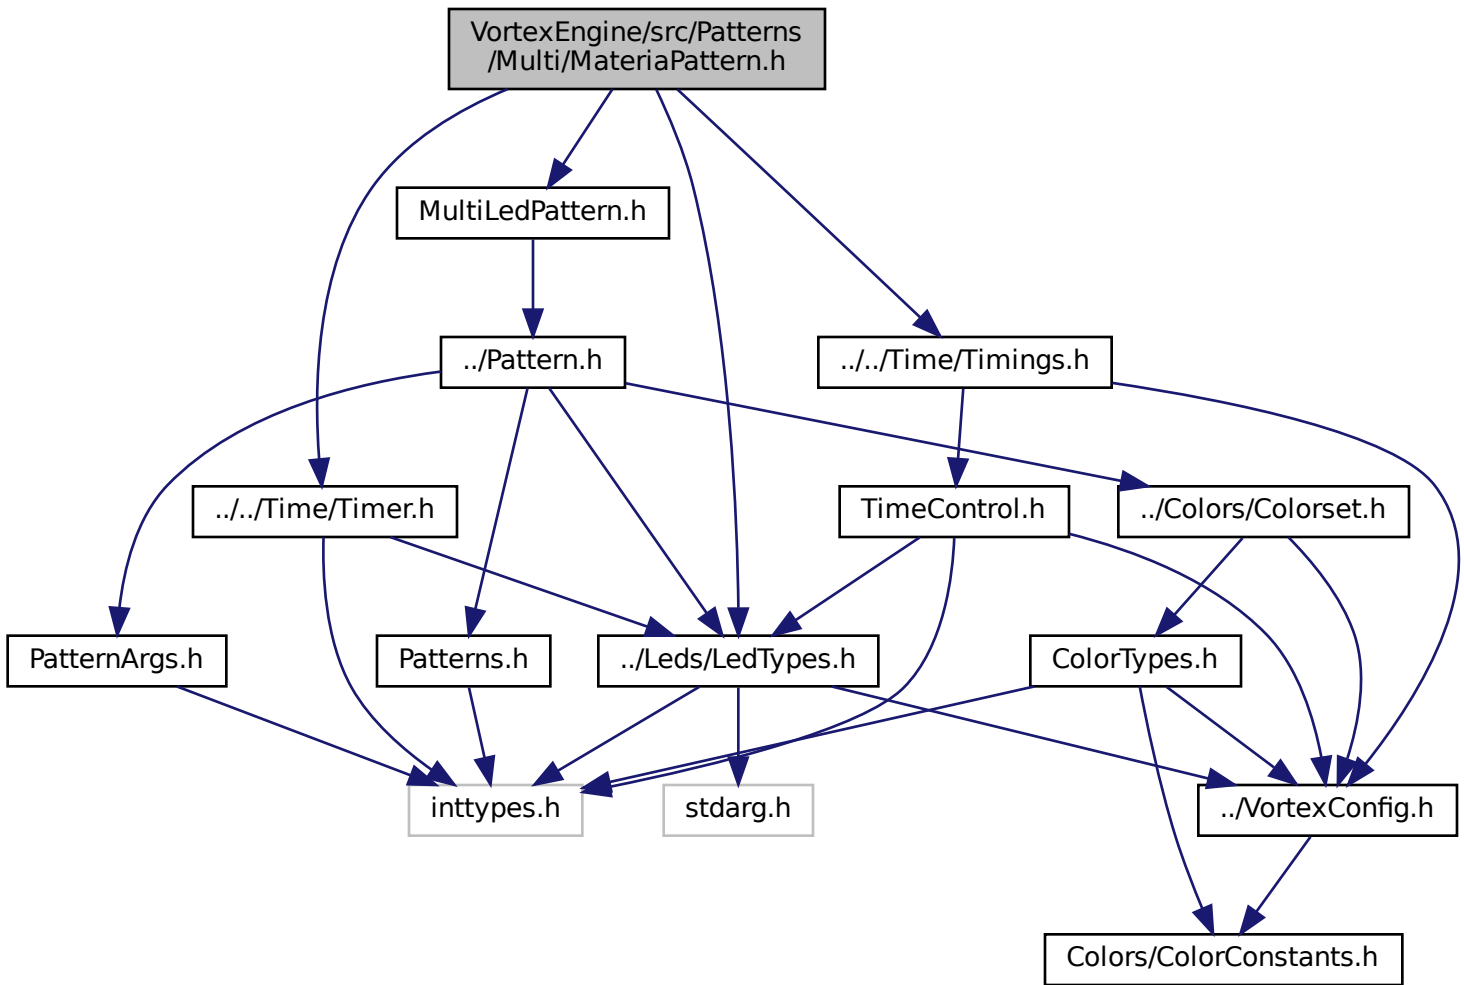 VortexEngine/src/Patterns
/Multi/MateriaPattern.h
MultiLedPattern.h
../Pattern.h
../../Time/Timings.h
../../Time/Timer.h
TimeControl.h
../Colors/Colorset.h
PatternArgs.h
Patterns.h
../Leds/LedTypes.h
ColorTypes.h
inttypes.h
stdarg.h
../VortexConfig.h
Colors/ColorConstants.h